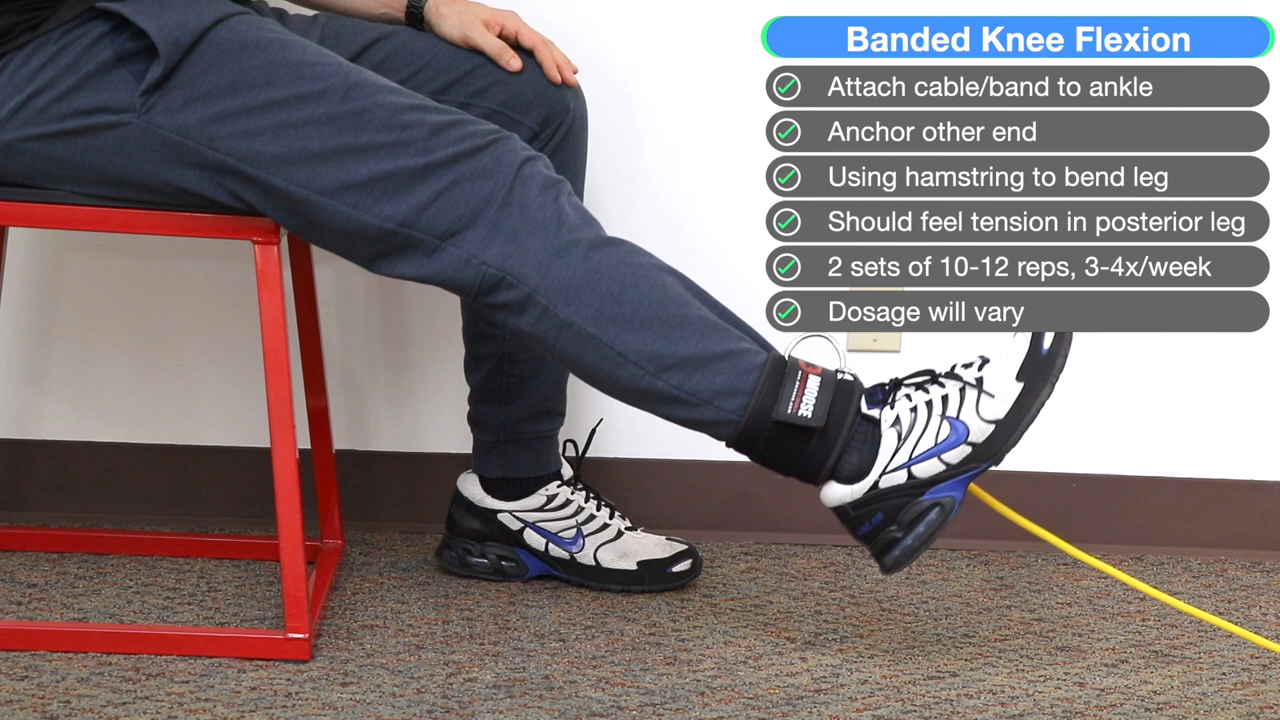 Banded Knee Flexion
Attach cable/band to ankle
Anchor other end
Using hamstring to bend leg
Should feel tension in posterior leg
2 sets of 10-12 reps, 3-4x/week
Dosage will vary
DMOOSE